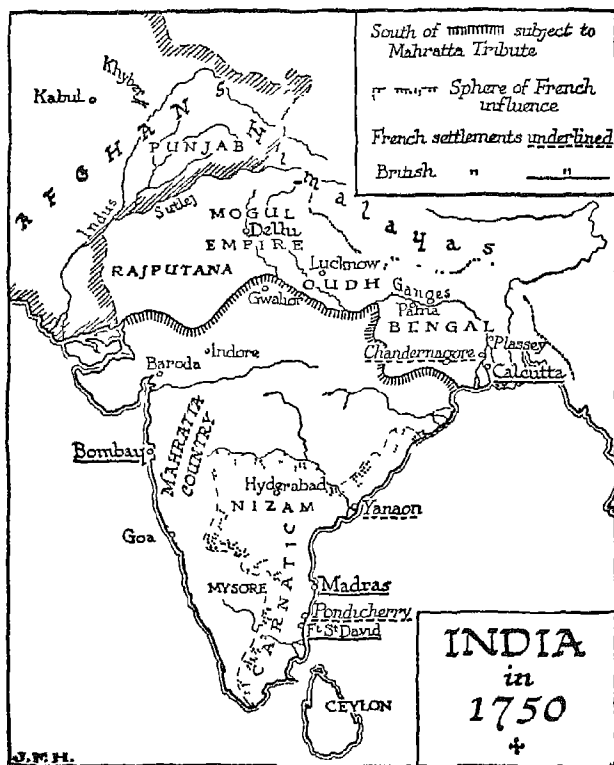 South of subject to
Mahratta Tribute
Sphere of French
influence
French settlements underlined
British " "
Kabul
Khyber
AFGHANS
PUNJAB
Himalayas
Indus
Sutlej
MOGUL
Delhi
EMPIRE
RAJPUTANA
Lucknow
OUDH
Gwalior
Ganges
Patna
BENGAL
Plassey
Chandernagore
Calcutta
Indore
Baroda
MAHRATTA
COUNTRY
Bombay
Hyderabad
NIZAM
Yanaon
Goa
CARNATIC
MYSORE
Madras
Pondicherry
Ft St David
CEYLON
INDIA
in
1750
J.M.H.